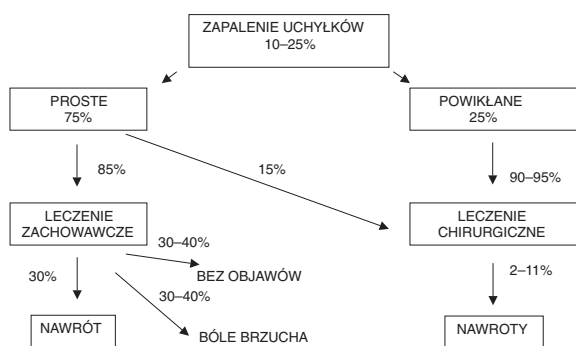 ZAPALENIE UCHYŁKÓW
10–25%
PROSTE
75%
POWIKŁANE
25%
85%
15%
90–95%
LECZENIE
ZACHOWAWCZE
LECZENIE
CHIRURGICZNE
30–40%
BEZ OBJAWÓW
30%
30–40%
2–11%
NAWRÓT
BÓLE BRZUCHA
NAWROTY